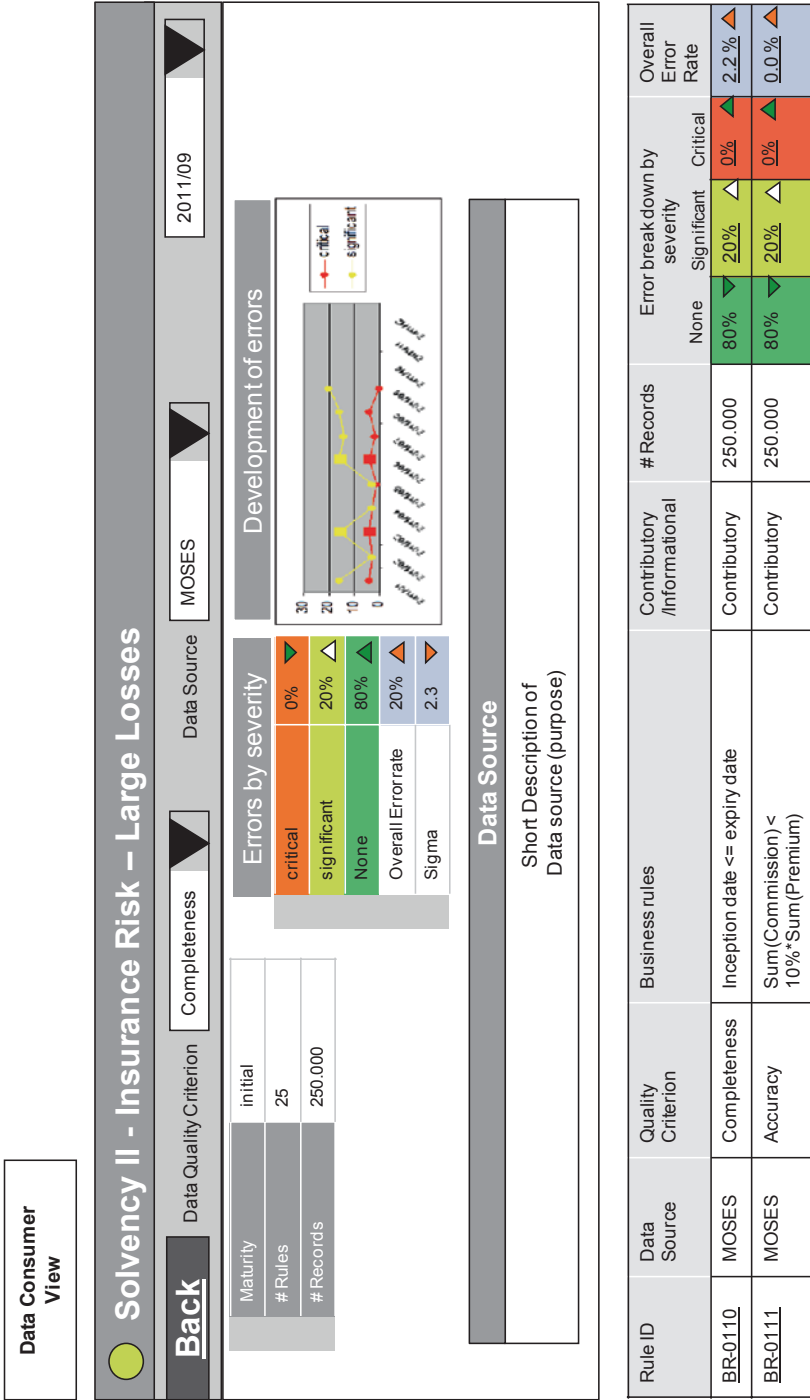 Data Consumer
View
Solvency II - Insurance Risk – Large Losses
Back
Data Quality Criterion
Completeness
Data Source
MOSES
2011/09
Maturity
initial
# Rules
25
# Records
250.000
Errors by severity
critical
0%
significant
20%
None
80%
Overall Error rate
20%
Sigma
2.3
Development of errors
30
20
10
0
critical
significant
Data Source
Short Description of
Data source (purpose)
Rule ID
Data
Source
Quality
Criterion
Business rules
Contributory
/Informational
# Records
Error breakdown by
severity
None
Significant
Critical
Overall
Error
Rate
BR-0110
MOSES
Completeness
Inception date <= expiry date
Contributory
250.000
80%
20%
0%
2.2%
BR-0111
MOSES
Accuracy
Sum(Commission) <
10%*Sum(Premium)
Contributory
250.000
80%
20%
0%
0.0%